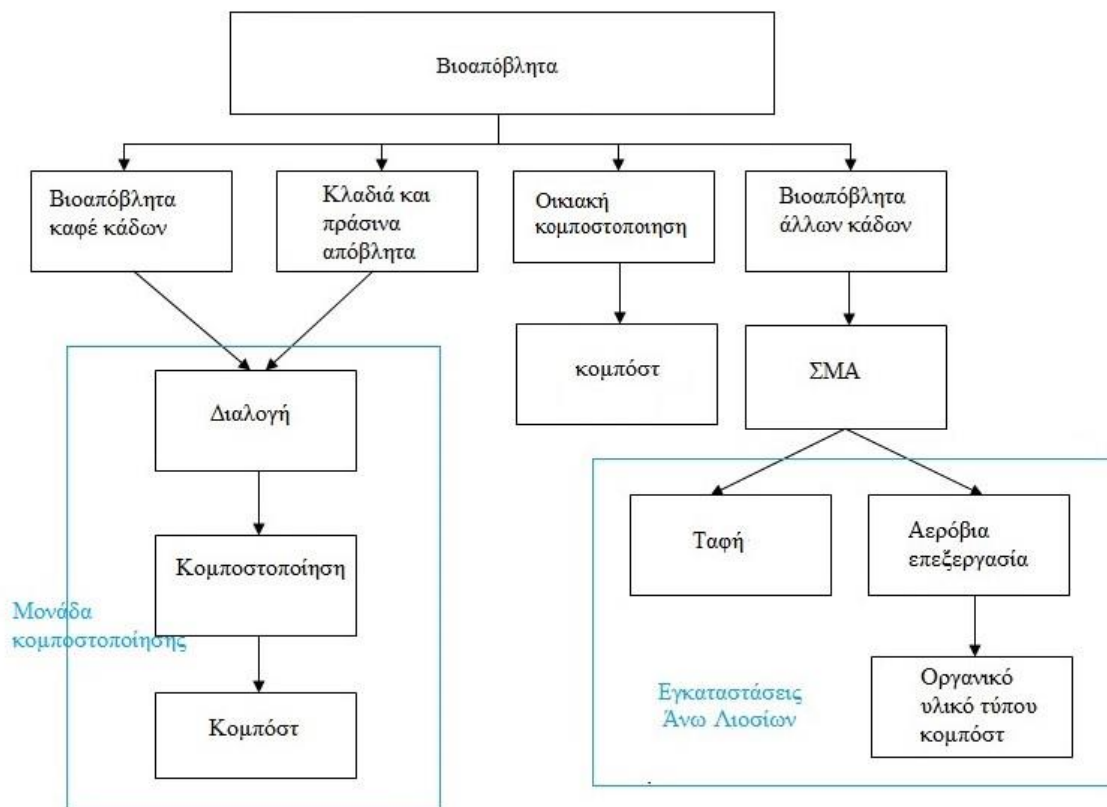 Βιοαπόβλητα
Βιοαπόβλητα
καφέ κάδων
Κλαδιά και
πράσινα
απόβλητα
Οικιακή
κομποστοποιηση
Βιοαπόβλητα
άλλων κάδων
κομπόστ
ΣΜΑ
Διαλογή
Ταφή
Αερόβια
επεξεργασία
Κομποστοποίηση
Μονάδα
κομποστοποίησης
Κομπόστ
Εγκαταστάσεις
Άνω Λιοσίων
Οργανικό
υλικό τύπου
κομπόστ